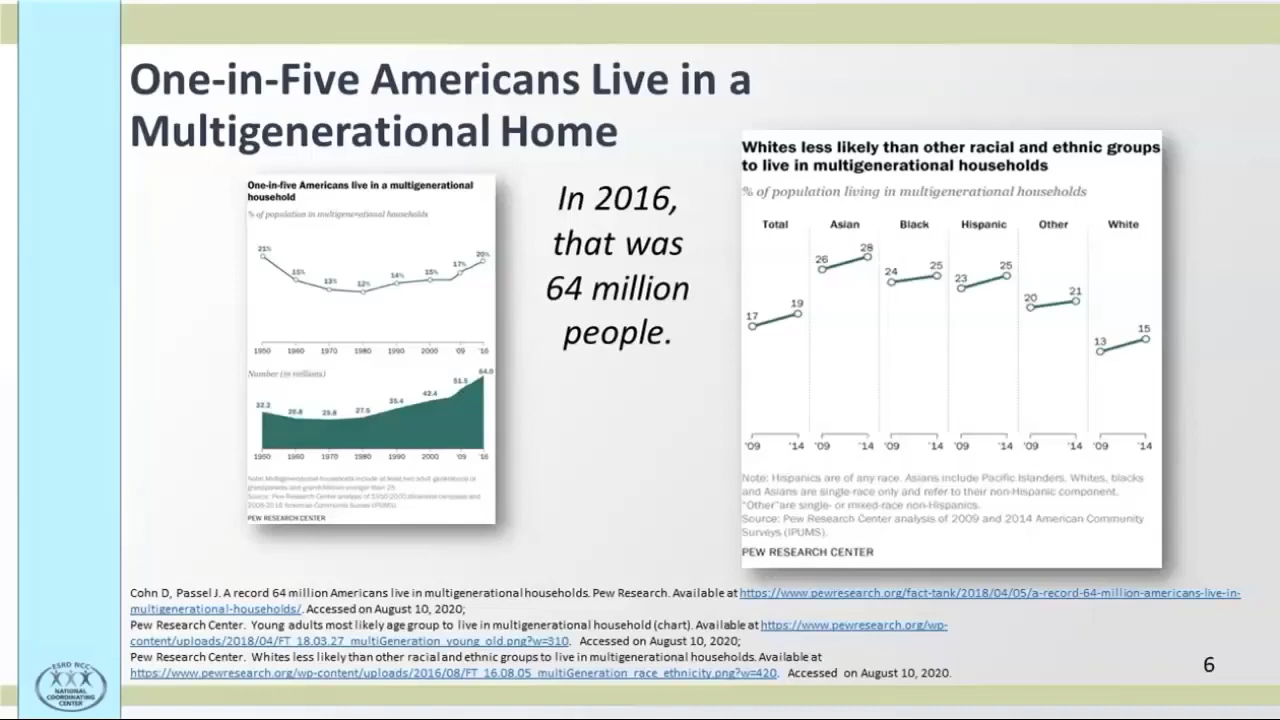 One-in-Five Americans Live in a
Multigenerational Home
One-in-five Americans live in a multigenerational
household
% of population in multigenerational households
21%
15%
13%
12%
14%
15%
17%
20%
1950 1960 1970 1980 1990 2000 '09 '16
Number (in millions)
32.2
25.8
27.5
35.4
42.4
51.5
64.0
1950 1960 1970 1980 1990 2000 '09 '16
Note: Multigenerational households include at least two adult generations or
grandparents and grandchildren younger than 25.
Source: Pew Research Center analysis of 1950-2000 decennial censuses and
2006-2016 American Community Survey (IPUMS).
PEW RESEARCH CENTER
In 2016,
that was
64 million
people.
Whites less likely than other racial and ethnic groups
to live in multigenerational households
% of population living in multigenerational households
Total Asian Black Hispanic Other White
17 19
26 28
24 25
23 25
20 21
13 15
'09 '14 '09 '14 '09 '14 '09 '14 '09 '14 '09 '14
Note: Hispanics are of any race. Asians include Pacific Islanders. Whites, blacks
and Asians are single-race only and refer to their non-Hispanic component.
"Other"are single- or mixed-race non-Hispanics.
Source: Pew Research Center analysis of 2009 and 2014 American Community
Surveys (IPUMS).
PEW RESEARCH CENTER
Cohn D, Passel J. A record 64 million Americans live in multigenerational households. Pew Research. Available at https://www.pewresearch.org/fact-tank/2018/04/05/a-record-64-million-americans-live-in-
multigenerational-households/. Accessed on August 10, 2020;
Pew Research Center. Young adults most likely age group to live in multigenerational household (chart). Available at https://www.pewresearch.org/wp-
content/uploads/2018/04/FT_18.03.27_multiGeneration_young_old.png?w=310. Accessed on August 10, 2020;
Pew Research Center. Whites less likely than other racial and ethnic groups to live in multigenerational households. Available at
https://www.pewresearch.org/wp-content/uploads/2016/08/FT_16.08.05_multiGeneration_race_ethnicity.png?w=420. Accessed on August 10, 2020.
ESRD NCC
NATIONAL
COORDINATING
CENTER
6